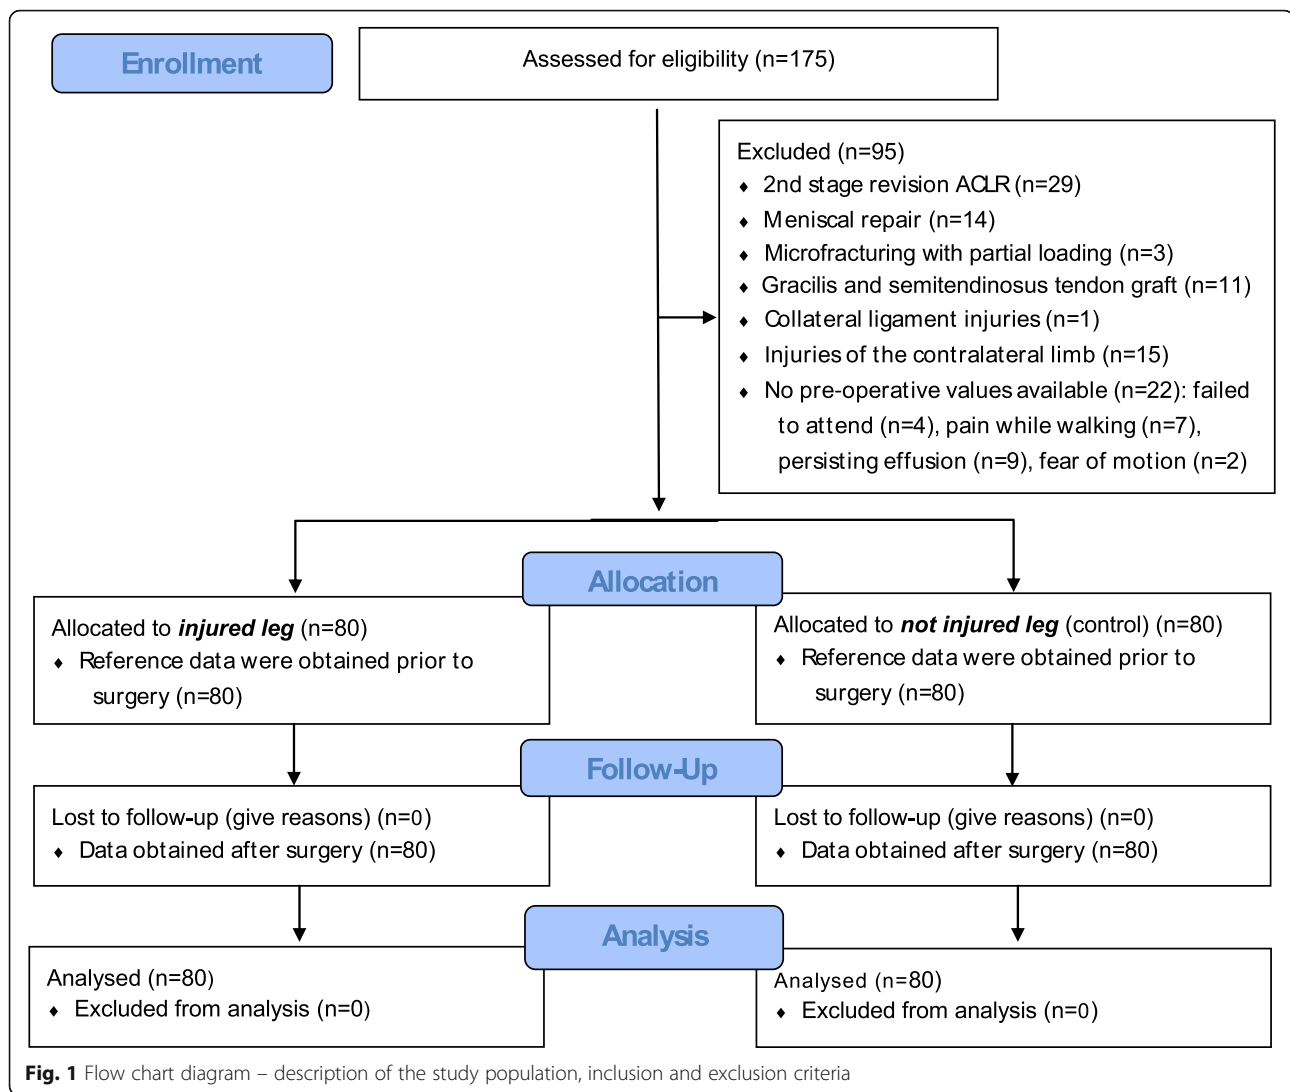 Enrollment
Assessed for eligibility (n=175)
Excluded (n=95)
♦ 2nd stage revision ACLR (n=29)
♦ Meniscal repair (n=14)
♦ Microfracturing with partial loading (n=3)
♦ Gracilis and semitendinosus tendon graft (n=11)
♦ Collateral ligament injuries (n=1)
♦ Injuries of the contralateral limb (n=15)
♦ No pre-operative values available (n=22): failed
to attend (n=4), pain while walking (n=7),
persisting effusion (n=9), fear of motion (n=2)
Allocation
Allocated to injured leg (n=80)
♦ Reference data were obtained prior to
surgery (n=80)
Allocated to not injured leg (control) (n=80)
♦ Reference data were obtained prior to
surgery (n=80)
Follow-Up
Lost to follow-up (give reasons) (n=0)
♦ Data obtained after surgery (n=80)
Lost to follow-up (give reasons) (n=0)
♦ Data obtained after surgery (n=80)
Analysis
Analysed (n=80)
♦ Excluded from analysis (n=0)
Analysed (n=80)
♦ Excluded from analysis (n=0)
Fig. 1 Flow chart diagram – description of the study population, inclusion and exclusion criteria